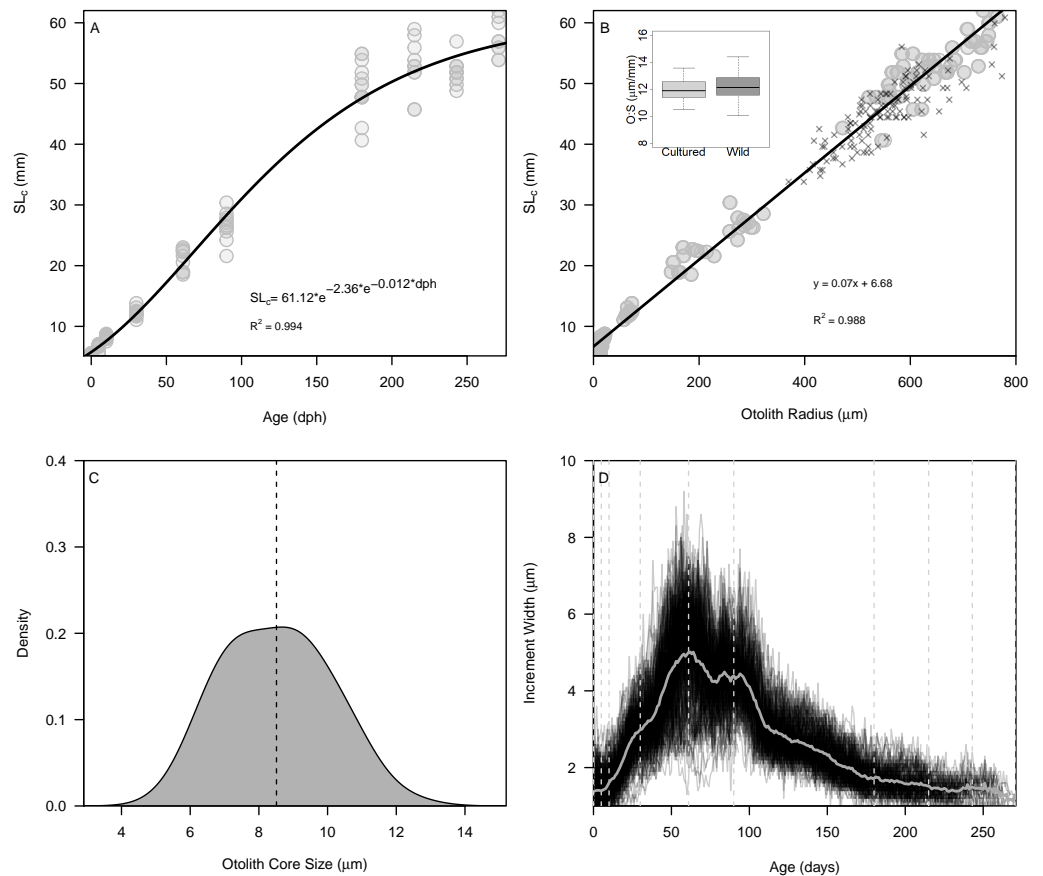 A
60
50
40
30
20
10
SLc (mm)
SLc= 61.12*e−2.36*e−0.012*dph
R2 = 0.994
0 50 100 150 200 250
Age (dph)
B
60
50
40
30
20
10
SLc (mm)
16
14
12
10
8
O:S (μm/mm)
Cultured Wild
y = 0.07x + 6.68
R2 = 0.988
0 200 400 600 800
Otolith Radius (μm)
C
0.4
0.3
0.2
0.1
0.0
Density
4 6 8 10 12 14
Otolith Core Size (μm)
D
10
8
6
4
2
Increment Width (μm)
0 50 100 150 200 250
Age (days)